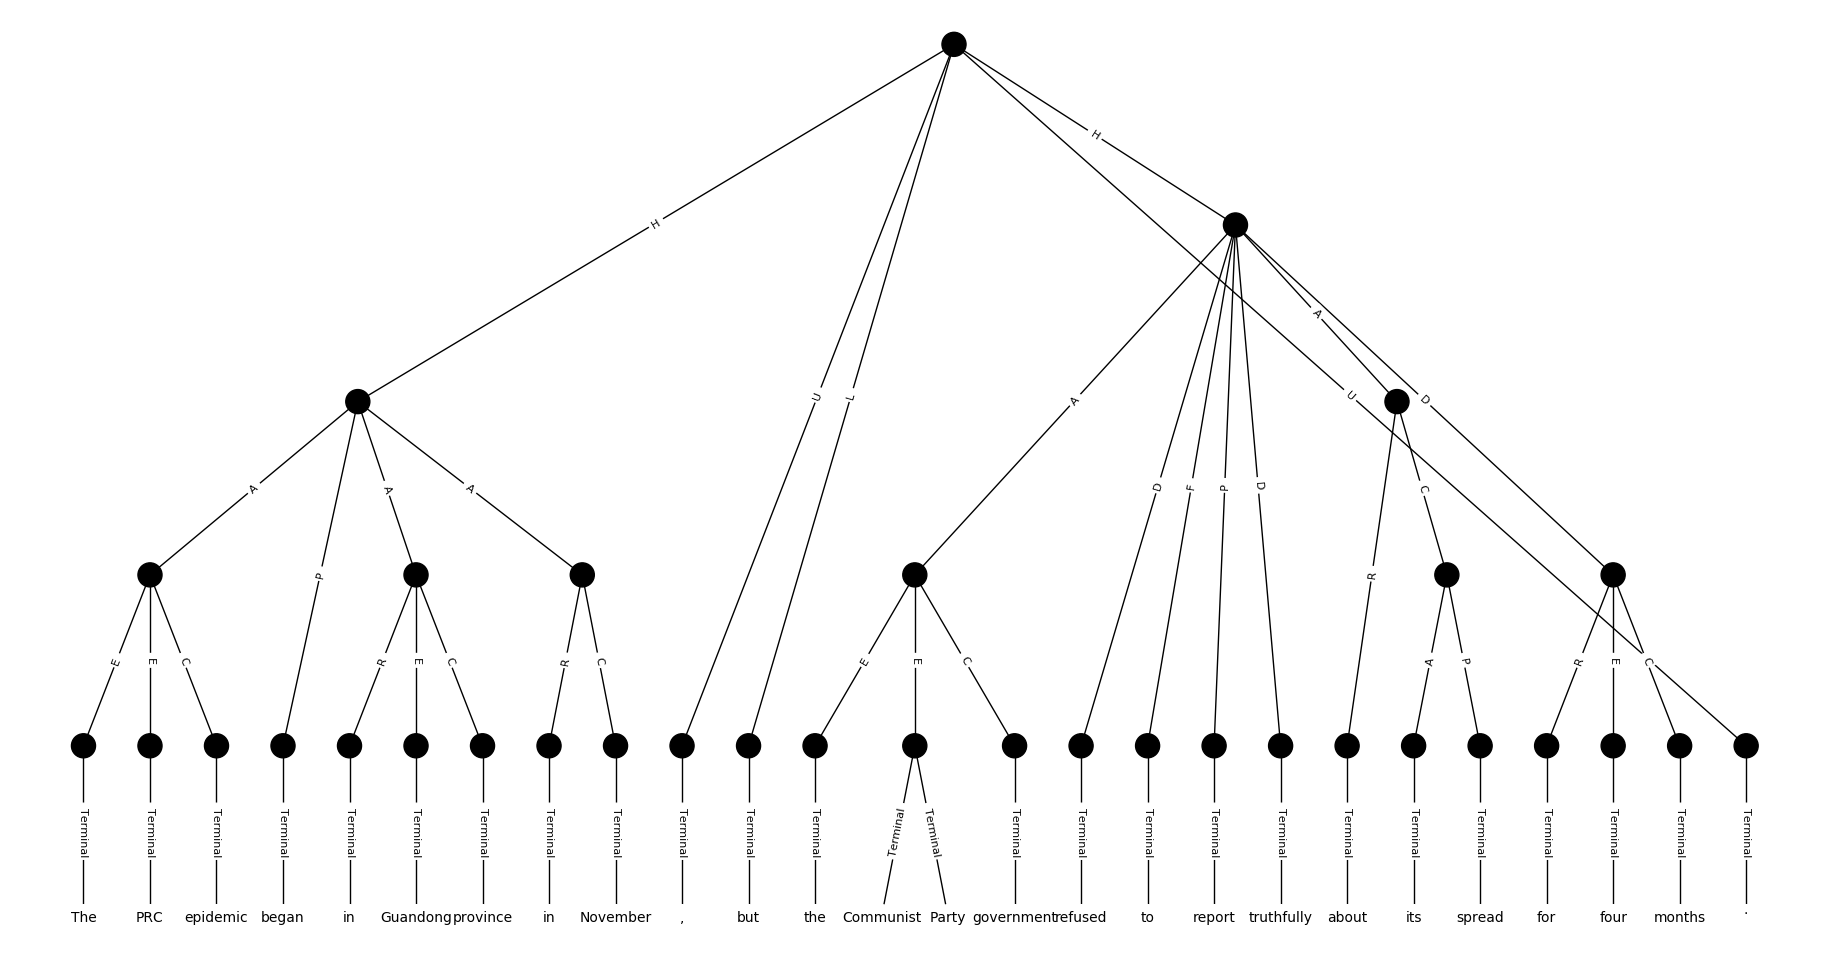 H
H
U
L
A
U
D
A
A
A
A
D
F
P
D
C
P
R
E
E
C
R
E
C
R
C
E
E
C
A
P
R
E
C
Terminal Terminal Terminal Terminal Terminal Terminal Terminal Terminal Terminal Terminal Terminal Terminal Terminal Terminal Terminal Terminal Terminal Terminal Terminal Terminal Terminal Terminal Terminal Terminal Terminal Terminal
The PRC epidemic began in Guandong province in November , but the Communist Party government refused to report truthfully about its spread for four months .